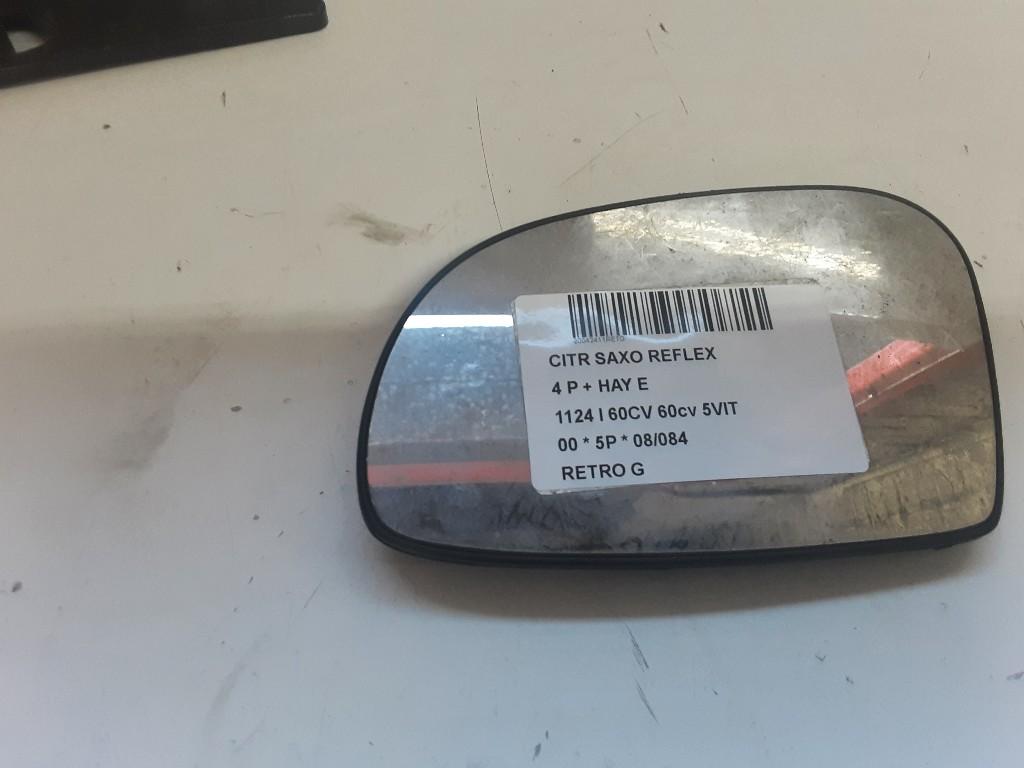 CITR SAXO REFLEX
4 P + HAY E
1124 I 60CV 60cv 5VIT
00 * 5P * 08/084
RETRO G